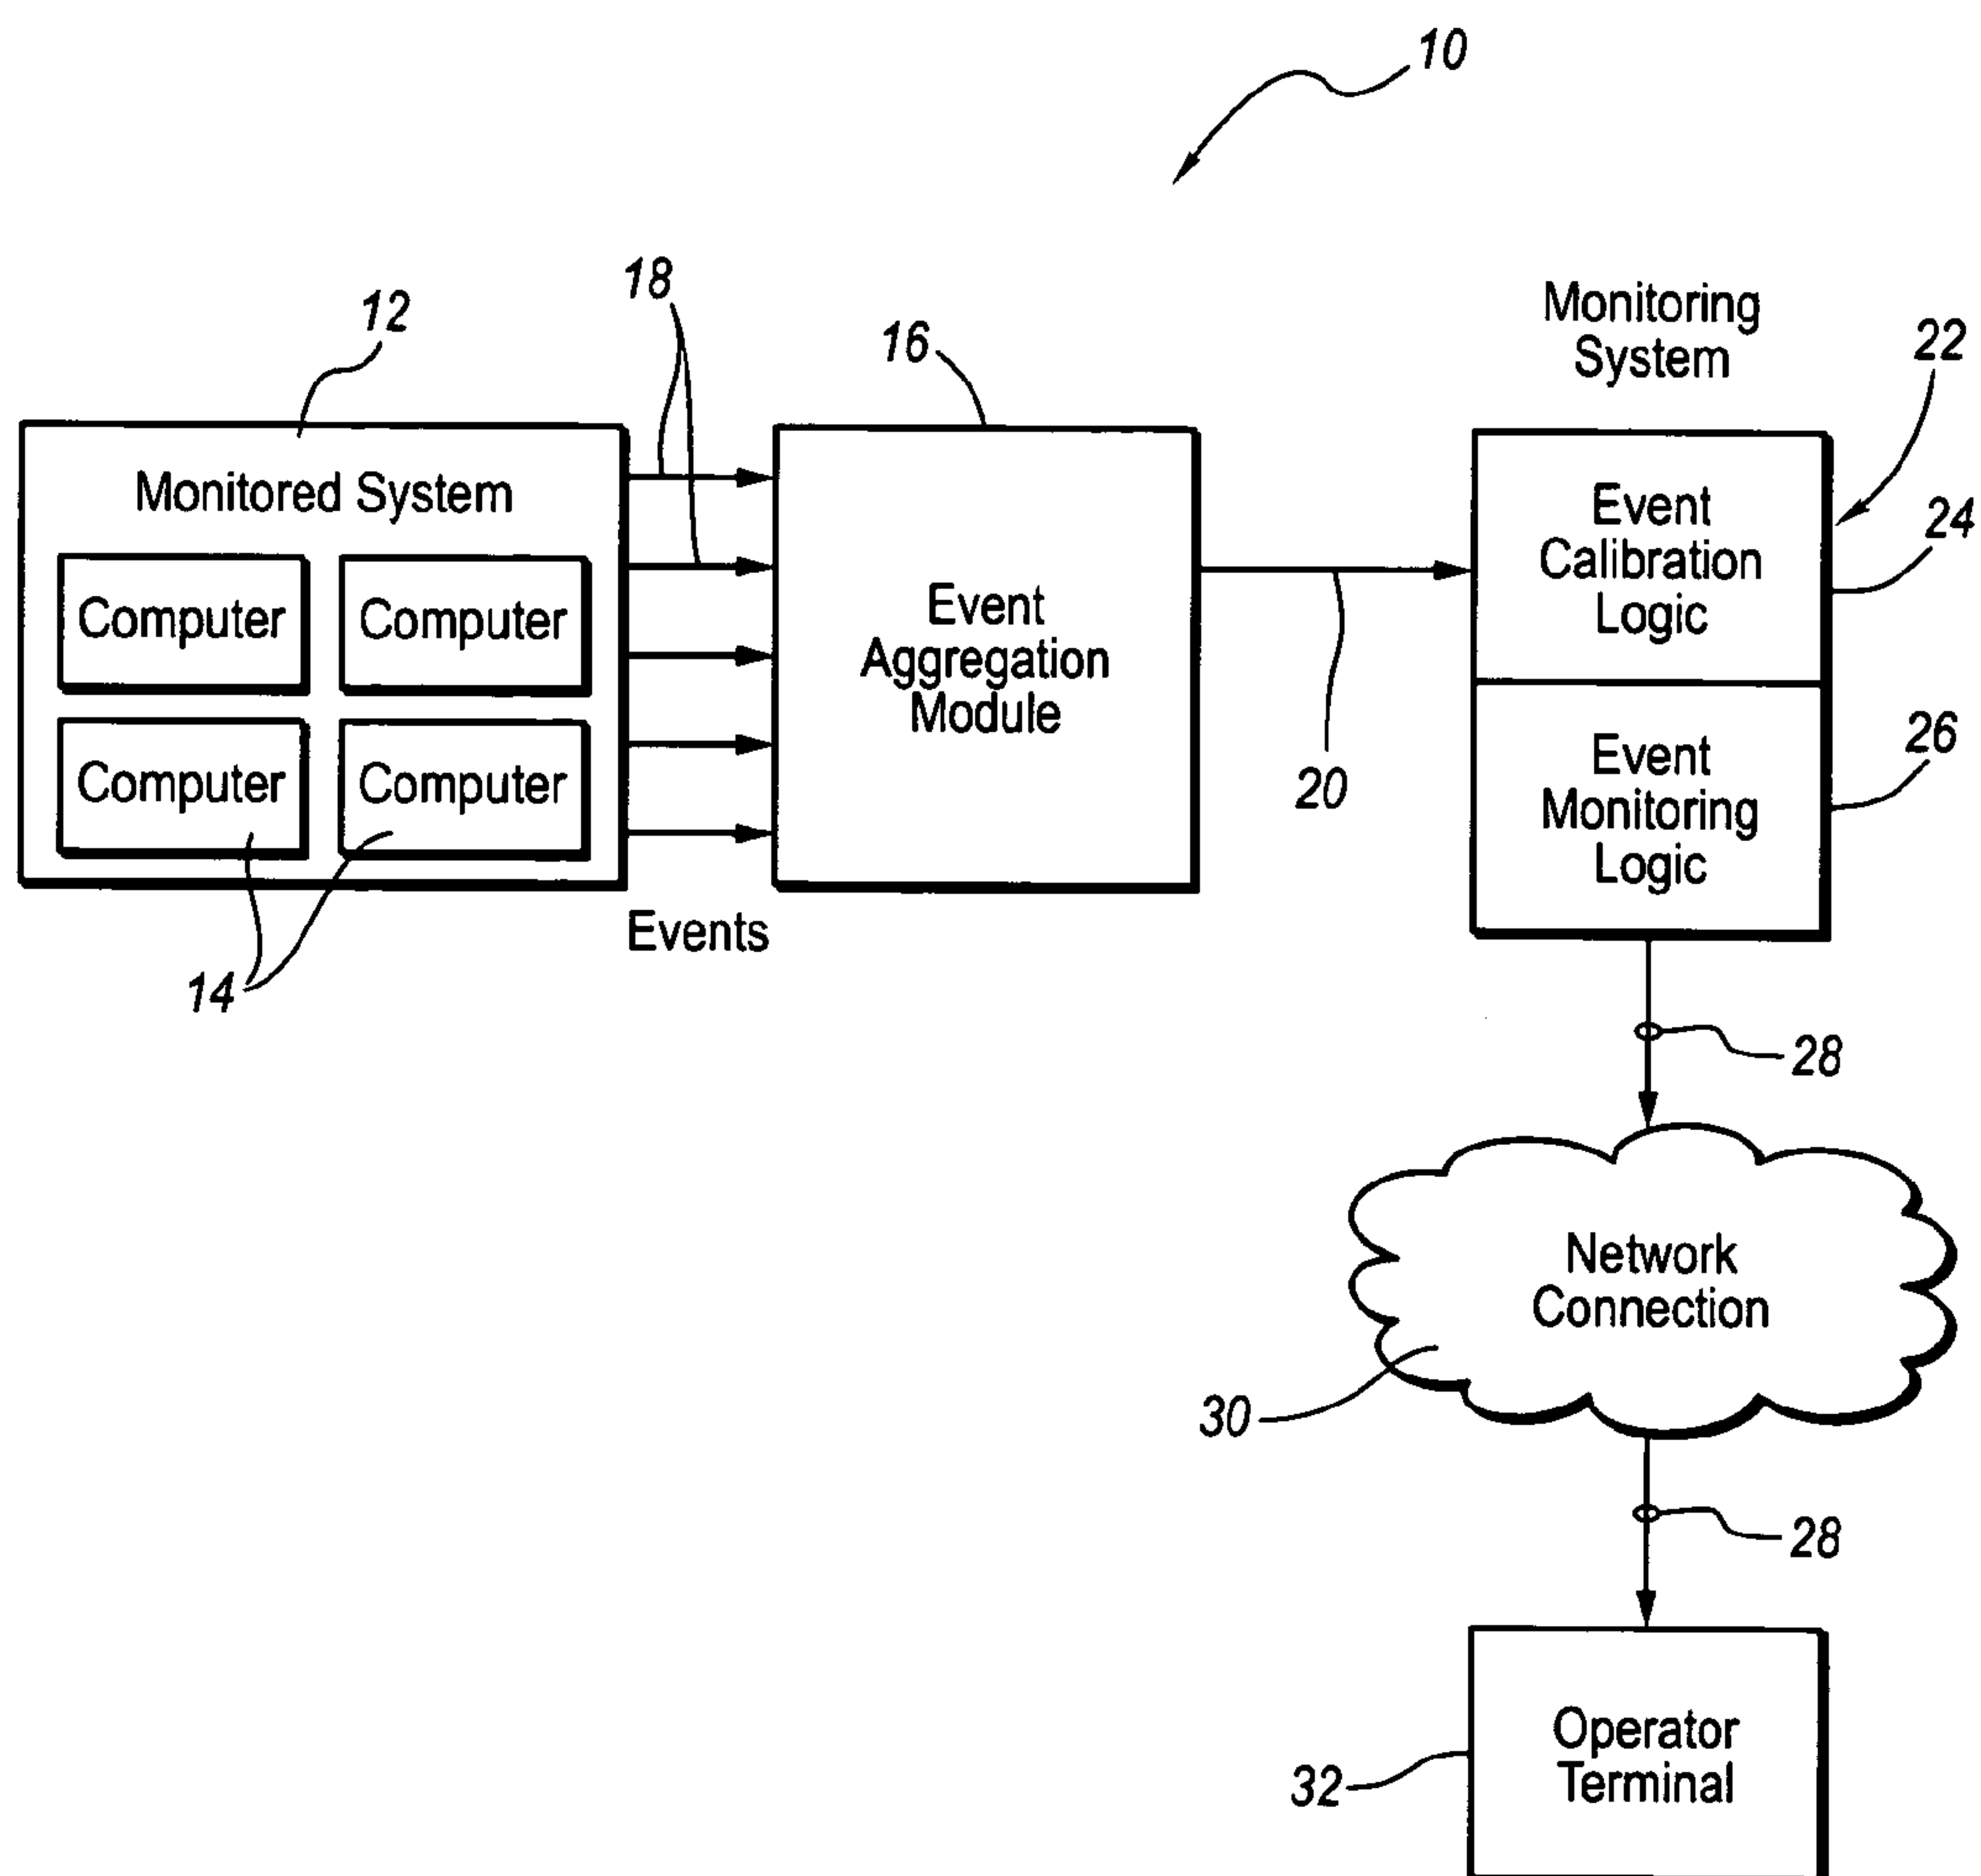 10
18
12
16
Monitoring
System
22
Monitored System
Event
Calibration
Logic
24
Computer
Computer
Event
Aggregation
Module
Computer
Computer
20
Event
Monitoring
Logic
26
Events
14
28
Network
Connection
30
28
Operator
Terminal
32